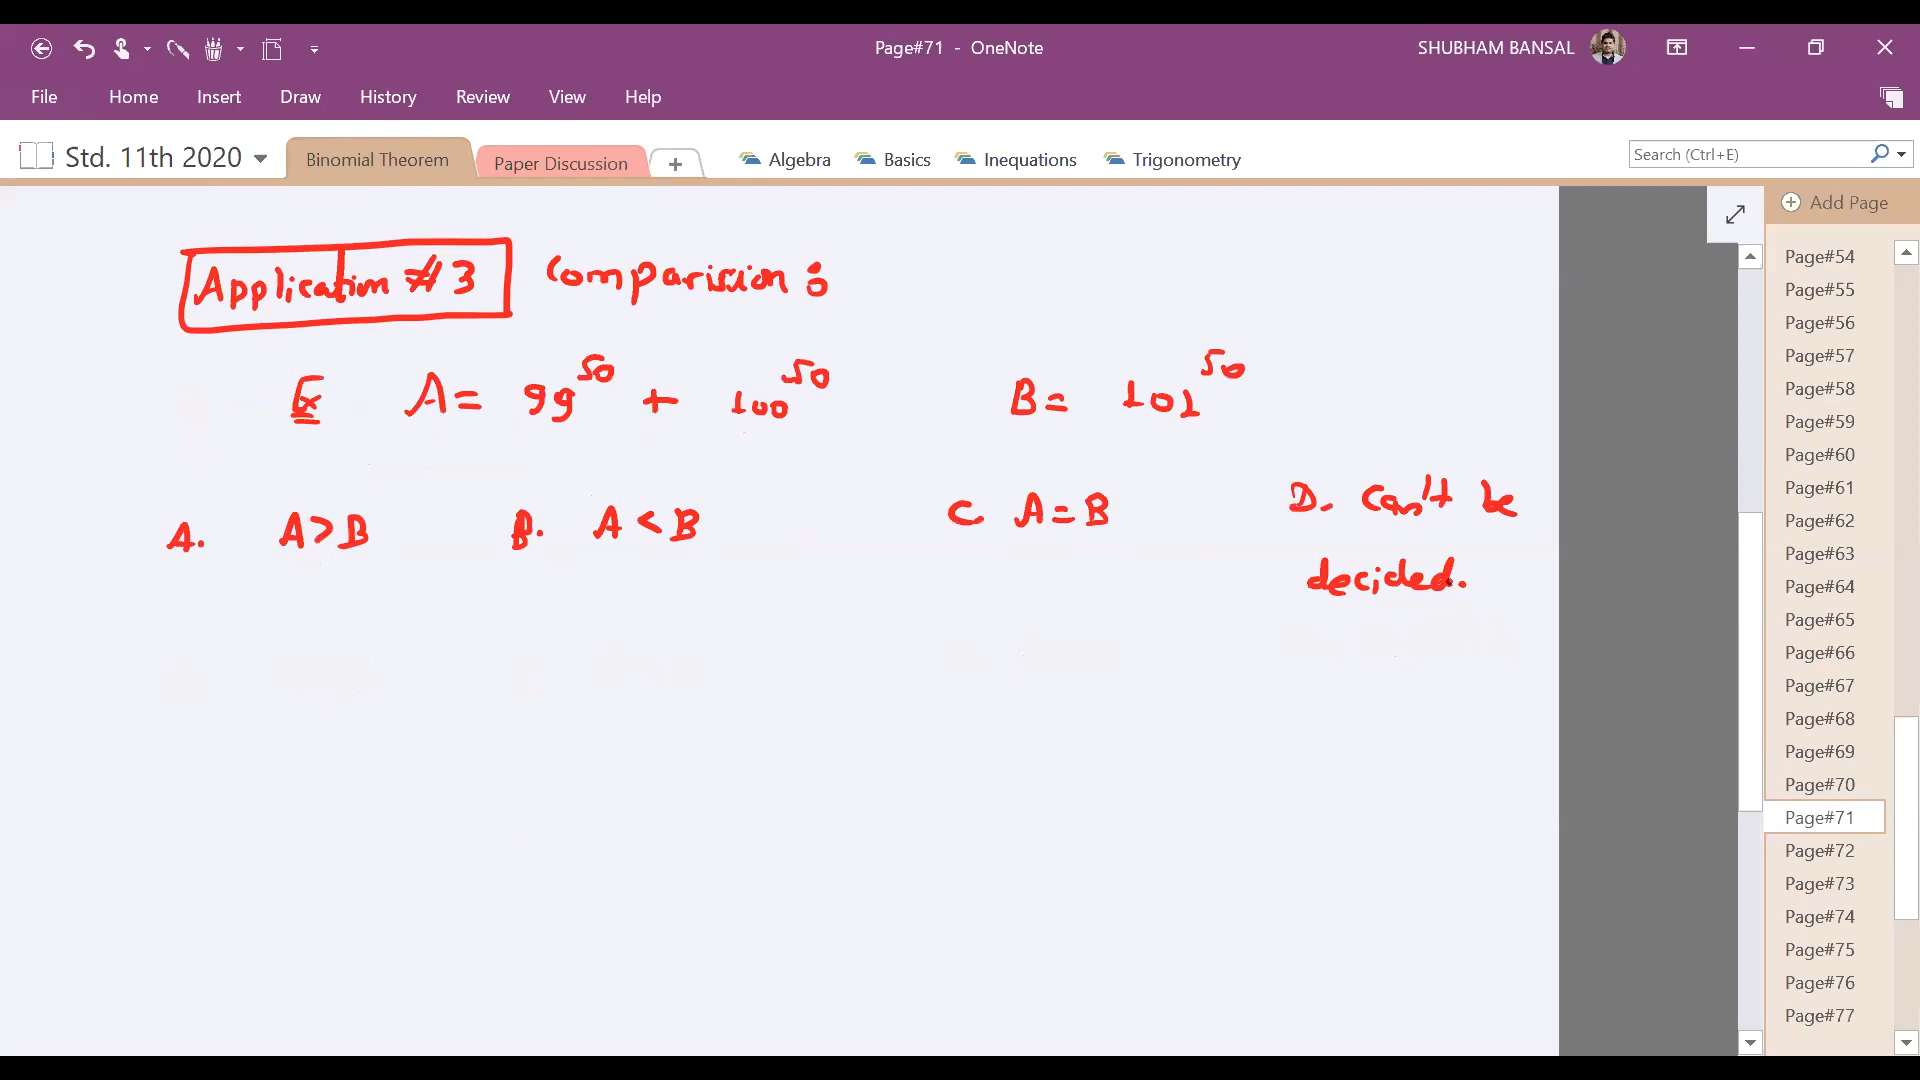 Page#71 - OneNote
SHUBHAM BANSAL
File Home Insert Draw History Review View Help
Std. 11th 2020
Binomial Theorem
Paper Discussion
Algebra Basics Inequations Trigonometry
Search (Ctrl+E)
Add Page
Application #3 Comparision :
Ex A = 99^50 + 100^50 B = 101^50
A. A > B B. A < B C A = B D. Can't be
decided.
Page#54
Page#55
Page#56
Page#57
Page#58
Page#59
Page#60
Page#61
Page#62
Page#63
Page#64
Page#65
Page#66
Page#67
Page#68
Page#69
Page#70
Page#71
Page#72
Page#73
Page#74
Page#75
Page#76
Page#77